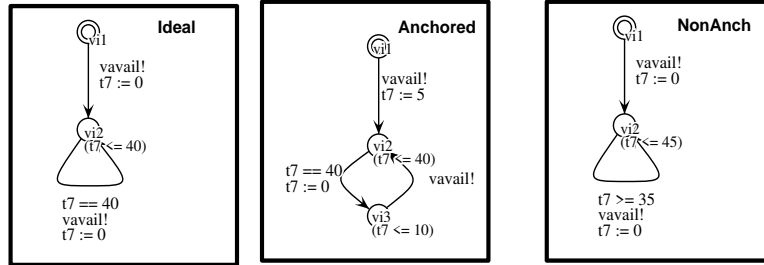 Ideal
vi1
vavail!
t7 := 0
vi2
(t7 <= 40)
t7 == 40
vavail!
t7 := 0
Anchored
vi1
vavail!
t7 := 5
vi2
(t7 <= 40)
t7 == 40
t7 := 0
vavail!
vi3
(t7 <= 10)
NonAnch
vi1
vavail!
t7 := 0
vi2
(t7 <= 45)
t7 >= 35
vavail!
t7 := 0